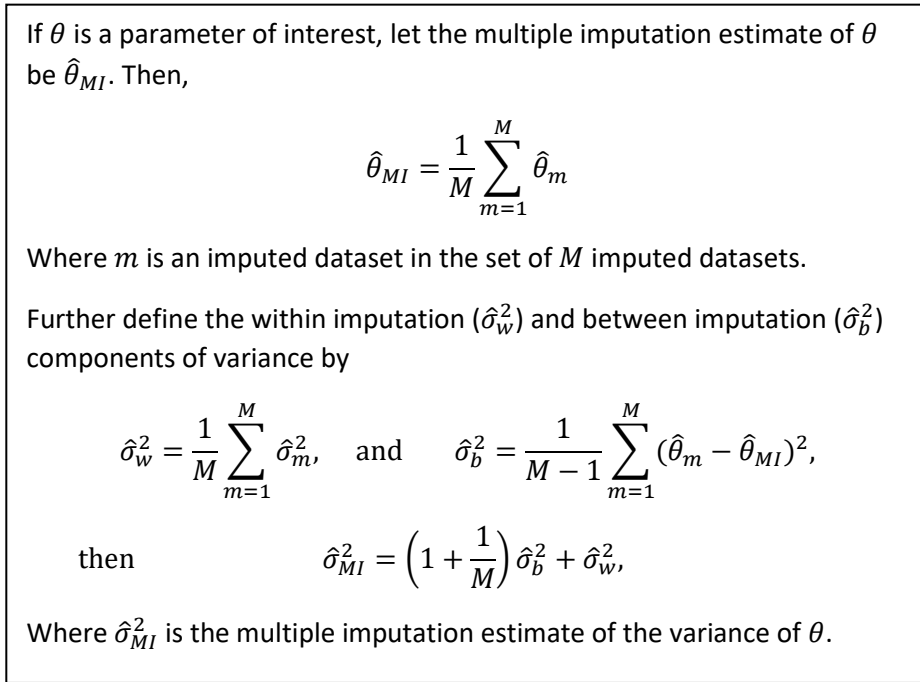 If θ is a parameter of interest, let the multiple imputation estimate of θ
be θ̂_MI. Then,
θ̂_MI = 1/M ∑_{m=1}^{M} θ̂_m
Where m is an imputed dataset in the set of M imputed datasets.
Further define the within imputation (σ̂²_w) and between imputation (σ̂²_b)
components of variance by
σ̂²_w = 1/M ∑_{m=1}^{M} σ̂²_m, and σ̂²_b = 1/(M − 1) ∑_{m=1}^{M} (θ̂_m − θ̂_MI)²,
then σ̂²_MI = (1 + 1/M) σ̂²_b + σ̂²_w,
Where σ̂²_MI is the multiple imputation estimate of the variance of θ.